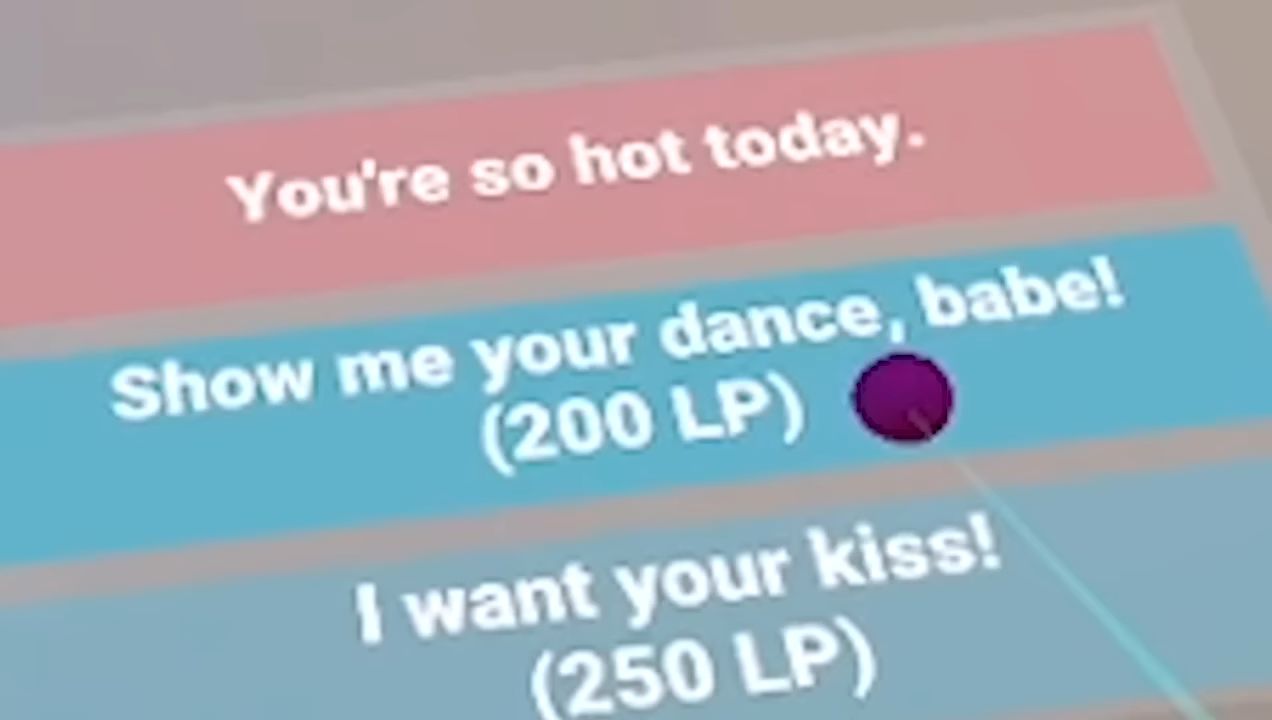 You're so hot today.
Show me your dance, babe!
(200 LP)
I want your kiss!
(250 LP)